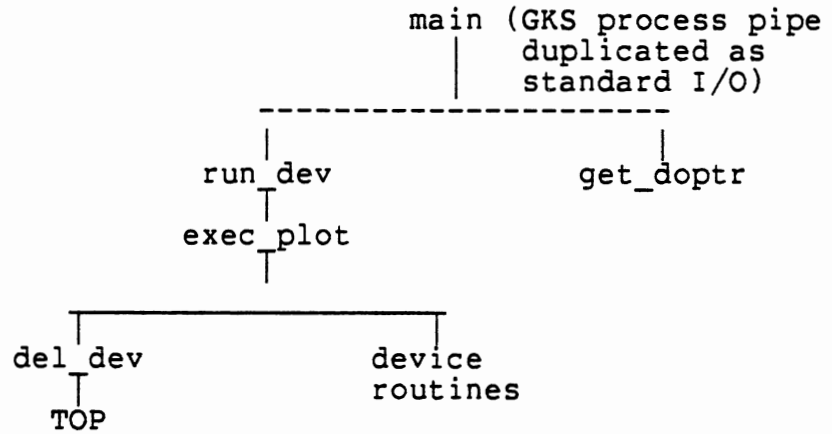 main (GKS process pipe
duplicated as
standard I/O)
run_dev
get_doptr
exec_plot
del_dev
device
routines
TOP